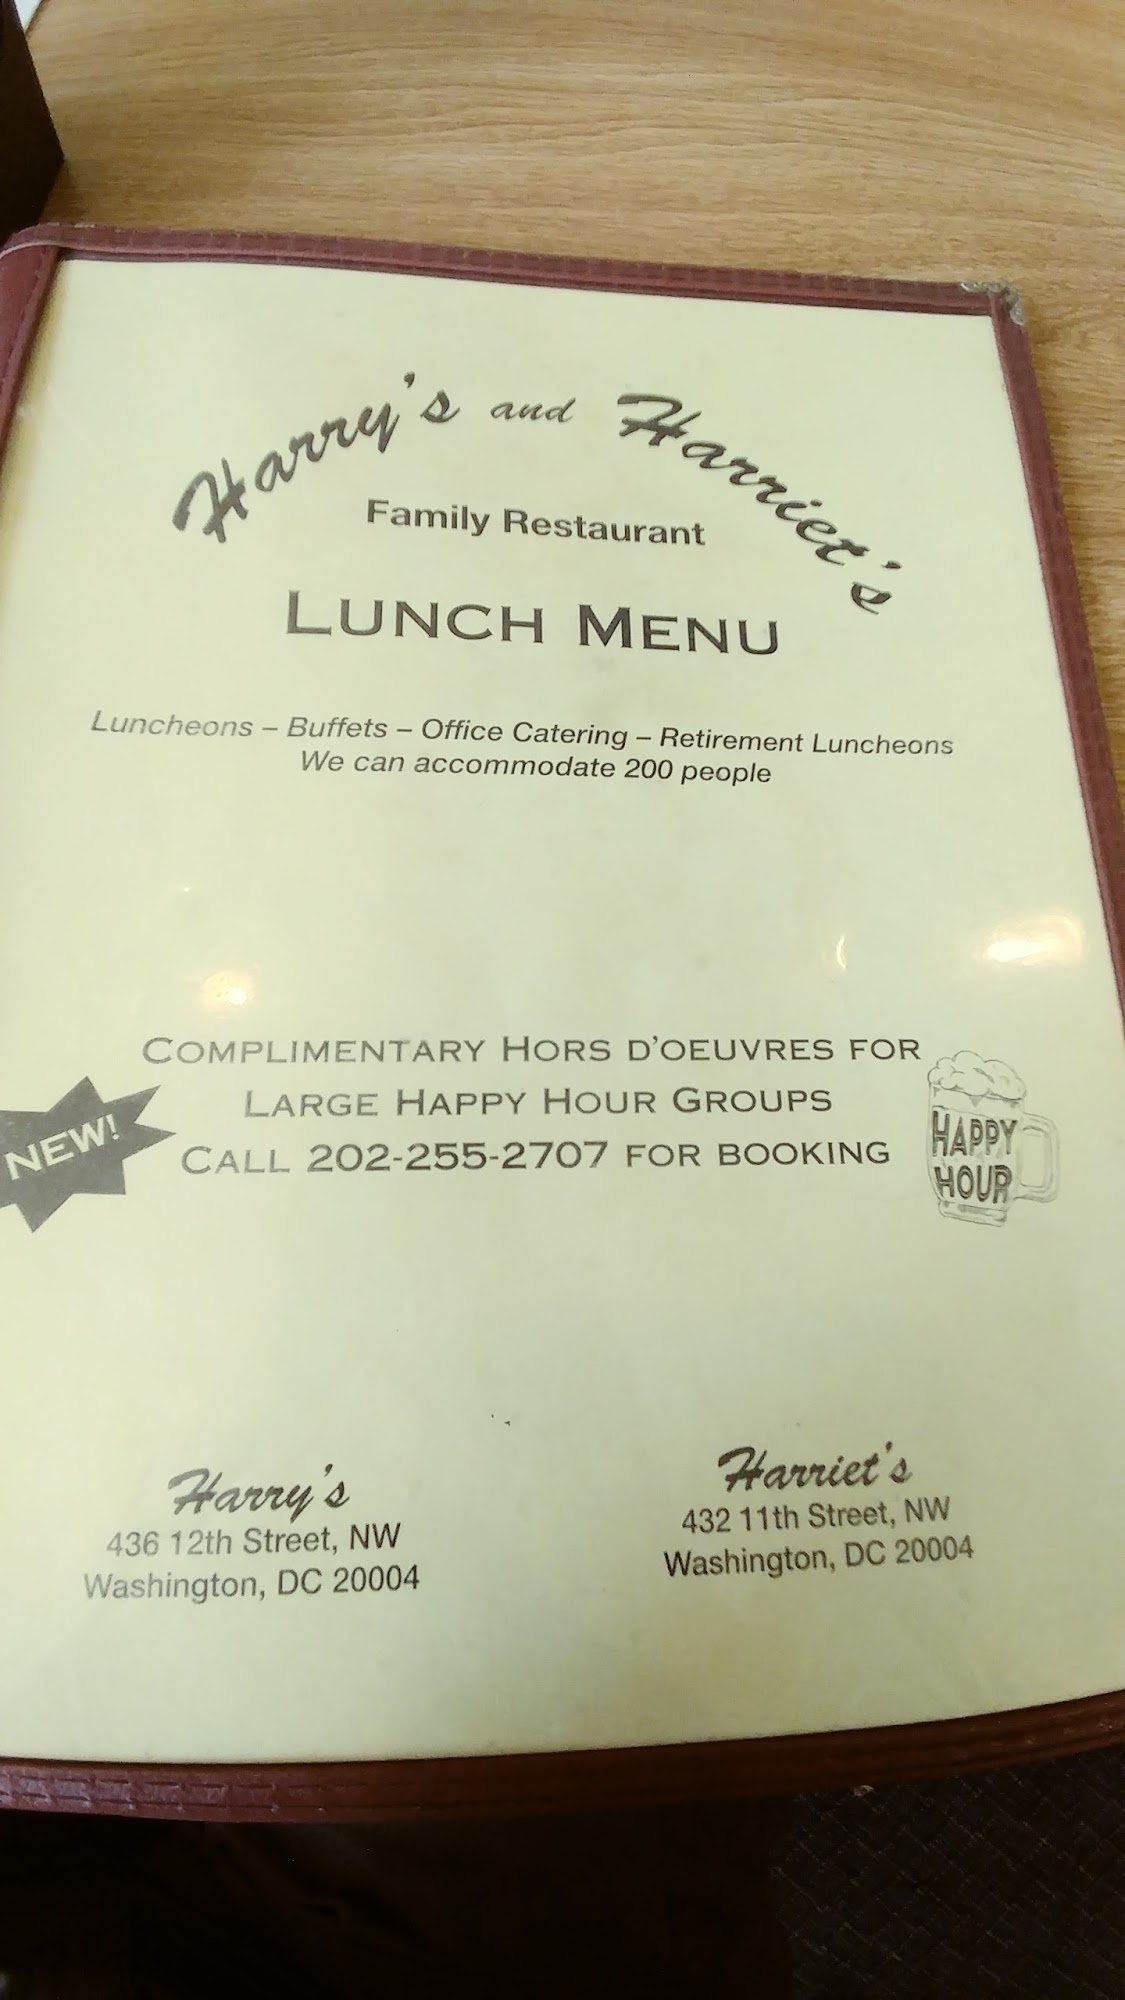 Harry's and Harriet's
Family Restaurant
LUNCH MENU
Luncheons – Buffets – Office Catering – Retirement Luncheons
We can accommodate 200 people
COMPLIMENTARY HORS D'OEUVRES FOR
LARGE HAPPY HOUR GROUPS
CALL 202-255-2707 FOR BOOKING
NEW!
HAPPY
HOUR
Harry's
436 12th Street, NW
Washington, DC 20004
Harriet's
432 11th Street, NW
Washington, DC 20004